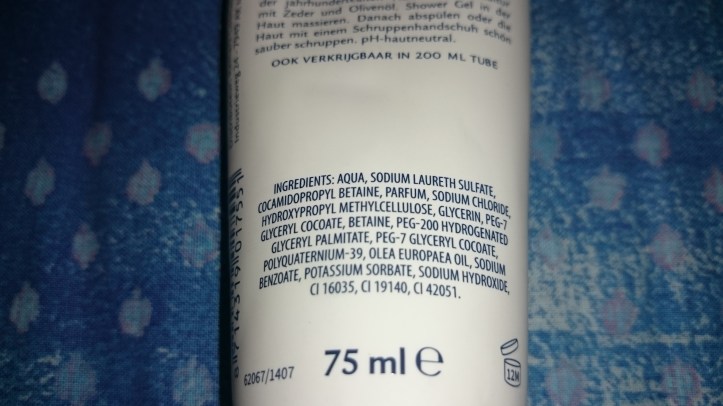 der Jahrhundertealte
mit Zeder und Olivenöl. Shower Gel in der
Haut massieren. Danach abspülen oder die
Haut mit einem Schruppenhandschuh schön
sauber schruppen. pH-hautneutral.
OOK VERKRIJGBAAR IN 200 ML TUBE
INGREDIENTS: AQUA, SODIUM LAURETH SULFATE,
COCAMIDOPROPYL BETAINE, PARFUM, SODIUM CHLORIDE,
HYDROXYPROPYL METHYLCELLULOSE, GLYCERIN, PEG-7
GLYCERYL COCOATE, BETAINE, PEG-200 HYDROGENATED
GLYCERYL PALMITATE, PEG-7 GLYCERYL COCOATE,
POLYQUATERNIUM-39, OLEA EUROPAEA OIL, SODIUM
BENZOATE, POTASSIUM SORBATE, SODIUM HYDROXIDE,
CI 16035, CI 19140, CI 42051.
62067/1407
75 ml e
12M